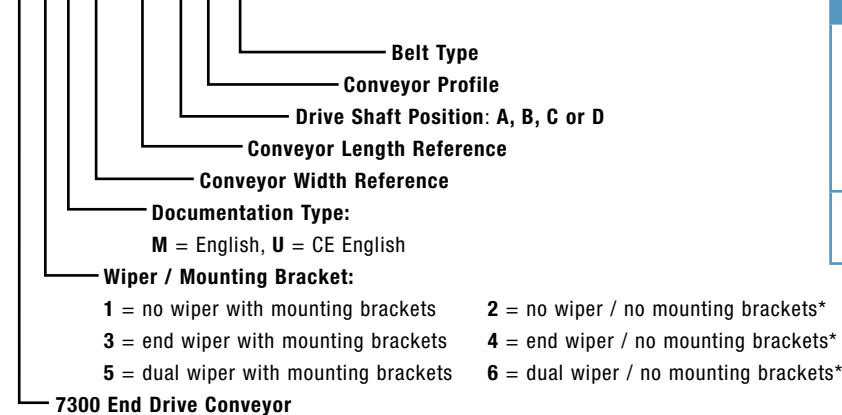 Belt Type
Conveyor Profile
Drive Shaft Position: A, B, C or D
Conveyor Length Reference
Conveyor Width Reference
Documentation Type:
M = English, U = CE English
Wiper / Mounting Bracket:
1 = no wiper with mounting brackets 2 = no wiper / no mounting brackets*
3 = end wiper with mounting brackets 4 = end wiper / no mounting brackets*
5 = dual wiper with mounting brackets 6 = dual wiper / no mounting brackets*
7300 End Drive Conveyor